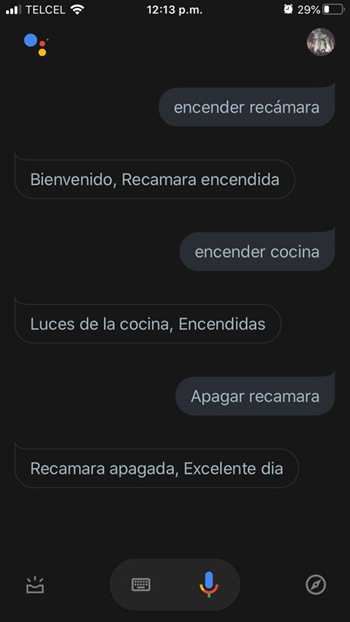 TELCEL 12:13 p.m. 29%
encender recámara
Bienvenido, Recamara encendida
encender cocina
Luces de la cocina, Encendidas
Apagar recamara
Recamara apagada, Excelente dia